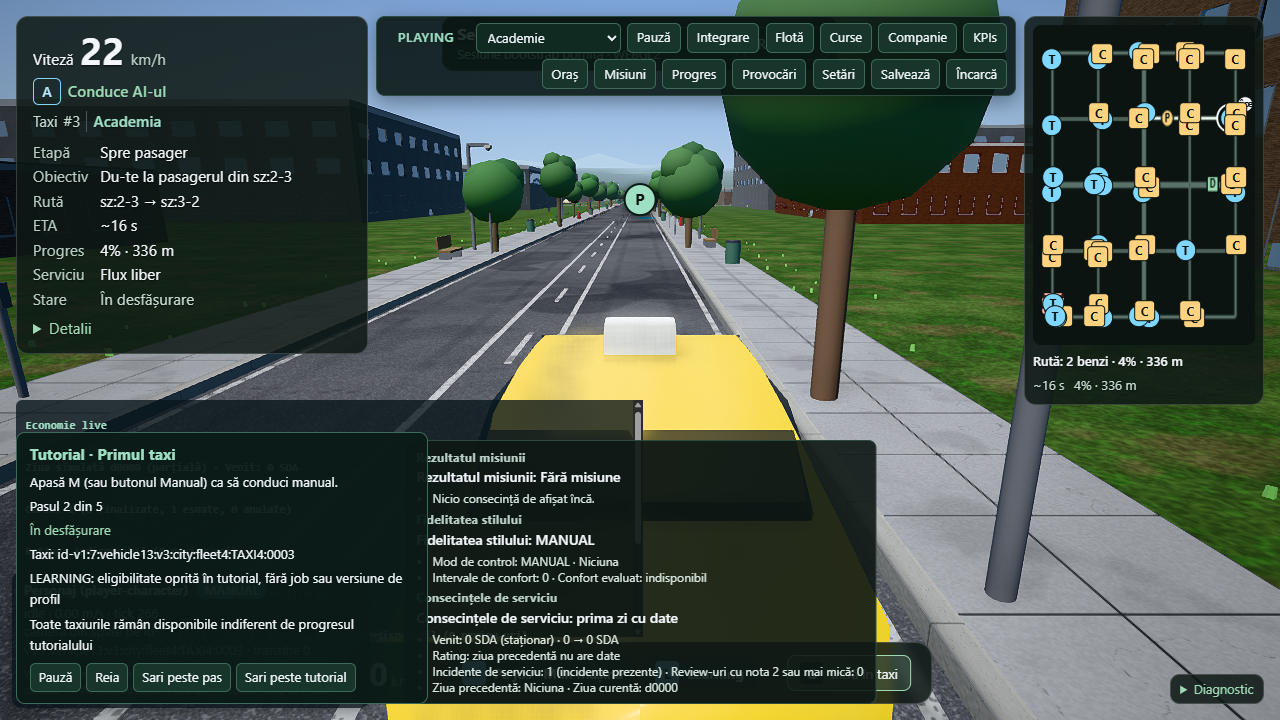 Viteză 22 km/h
A Conduce AI-ul
Taxi #3 Academia
Etapă Spre pasager
Obiectiv Du-te la pasagerul din sz:2-3
Rută sz:2-3 → sz:3-2
ETA ~16 s
Progres 4% · 336 m
Serviciu Flux liber
Stare În desfășurare
▶ Detalii
PLAYING Academie Pauză Integrare Flotă Curse Companie KPIs
Oraș Misiuni Progres Provocări Setări Salvează Încarcă
P
T C C C C
T C C P C C C
T T T C C D C
C C C C C T C
T T C C C C
Rută: 2 benzi · 4% · 336 m
~16 s 4% · 336 m
Economie live
Tutorial · Primul taxi
Apasă M (sau butonul Manual) ca să conduci manual.
Pasul 2 din 5
În desfășurare
Taxi: id-v1:7:vehicle13:v3:city:fleet4:TAXI4:0003
LEARNING: eligibilitate oprită în tutorial, fără job sau versiune de
profil
Toate taxiurile rămân disponibile indiferent de progresul
tutorialului
Pauză Reia Sari peste pas Sari peste tutorial
Rezultatul misiunii
Rezultatul misiunii: Fără misiune
Nicio consecință de afișat încă.
Fidelitatea stilului
Fidelitatea stilului: MANUAL
Mod de control: MANUAL · Niciuna
Intervale de confort: 0 · Confort evaluat: indisponibil
Consecințele de serviciu
Consecințele de serviciu: prima zi cu date
Venit: 0 SDA (staționar) · 0 → 0 SDA
Rating: ziua precedentă nu are date
Incidente de serviciu: 1 (incidente prezente) · Review-uri cu nota 2 sau mai mică: 0
Ziua precedentă: Niciuna · Ziua curentă: d0000
taxi
▶ Diagnostic